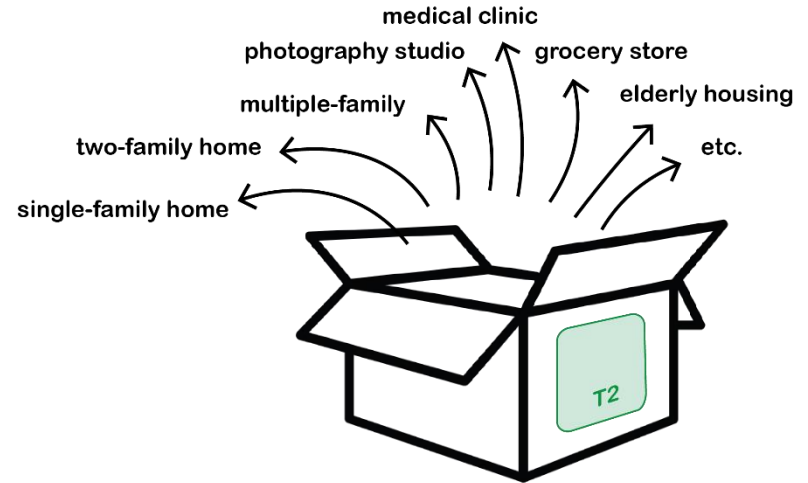 medical clinic
photography studio
grocery store
multiple-family
elderly housing
two-family home
etc.
single-family home
T2